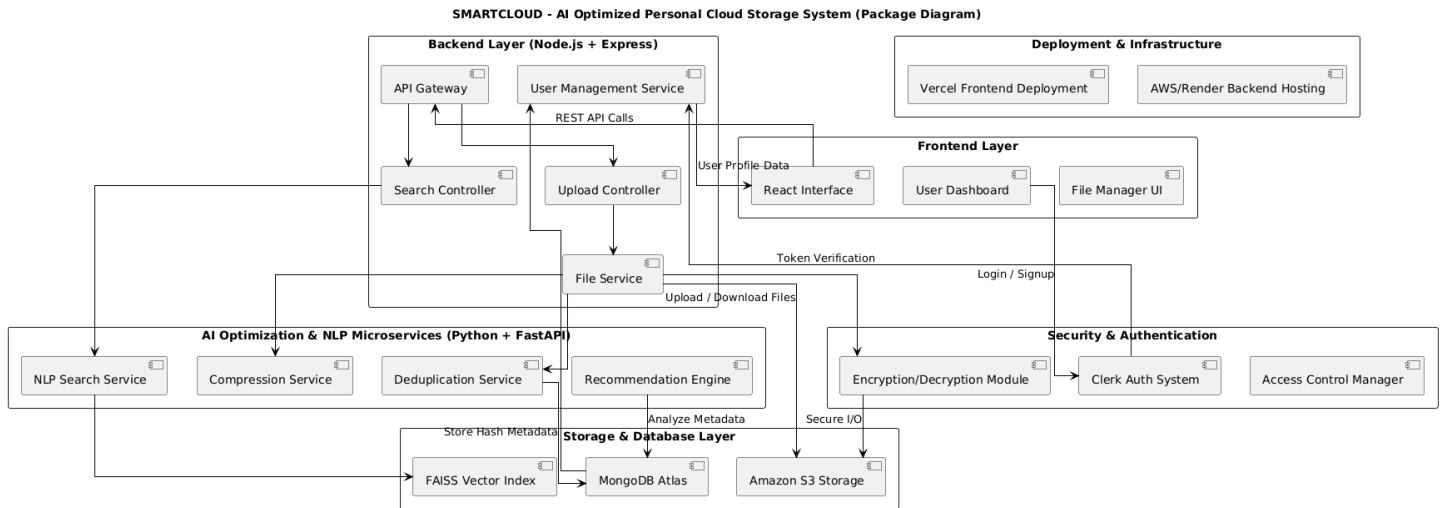 SMARTCLOUD - AI Optimized Personal Cloud Storage System (Package Diagram)
Backend Layer (Node.js + Express)
Deployment & Infrastructure
API Gateway
User Management Service
Vercel Frontend Deployment
AWS/Render Backend Hosting
REST API Calls
Frontend Layer
User Profile Data
Search Controller
Upload Controller
React Interface
User Dashboard
File Manager UI
Token Verification
Login / Signup
File Service
Upload / Download Files
AI Optimization & NLP Microservices (Python + FastAPI)
Security & Authentication
NLP Search Service
Compression Service
Deduplication Service
Recommendation Engine
Encryption/Decryption Module
Clerk Auth System
Access Control Manager
Analyze Metadata
Secure I/O
Store Hash Metadata
Storage & Database Layer
FAISS Vector Index
MongoDB Atlas
Amazon S3 Storage